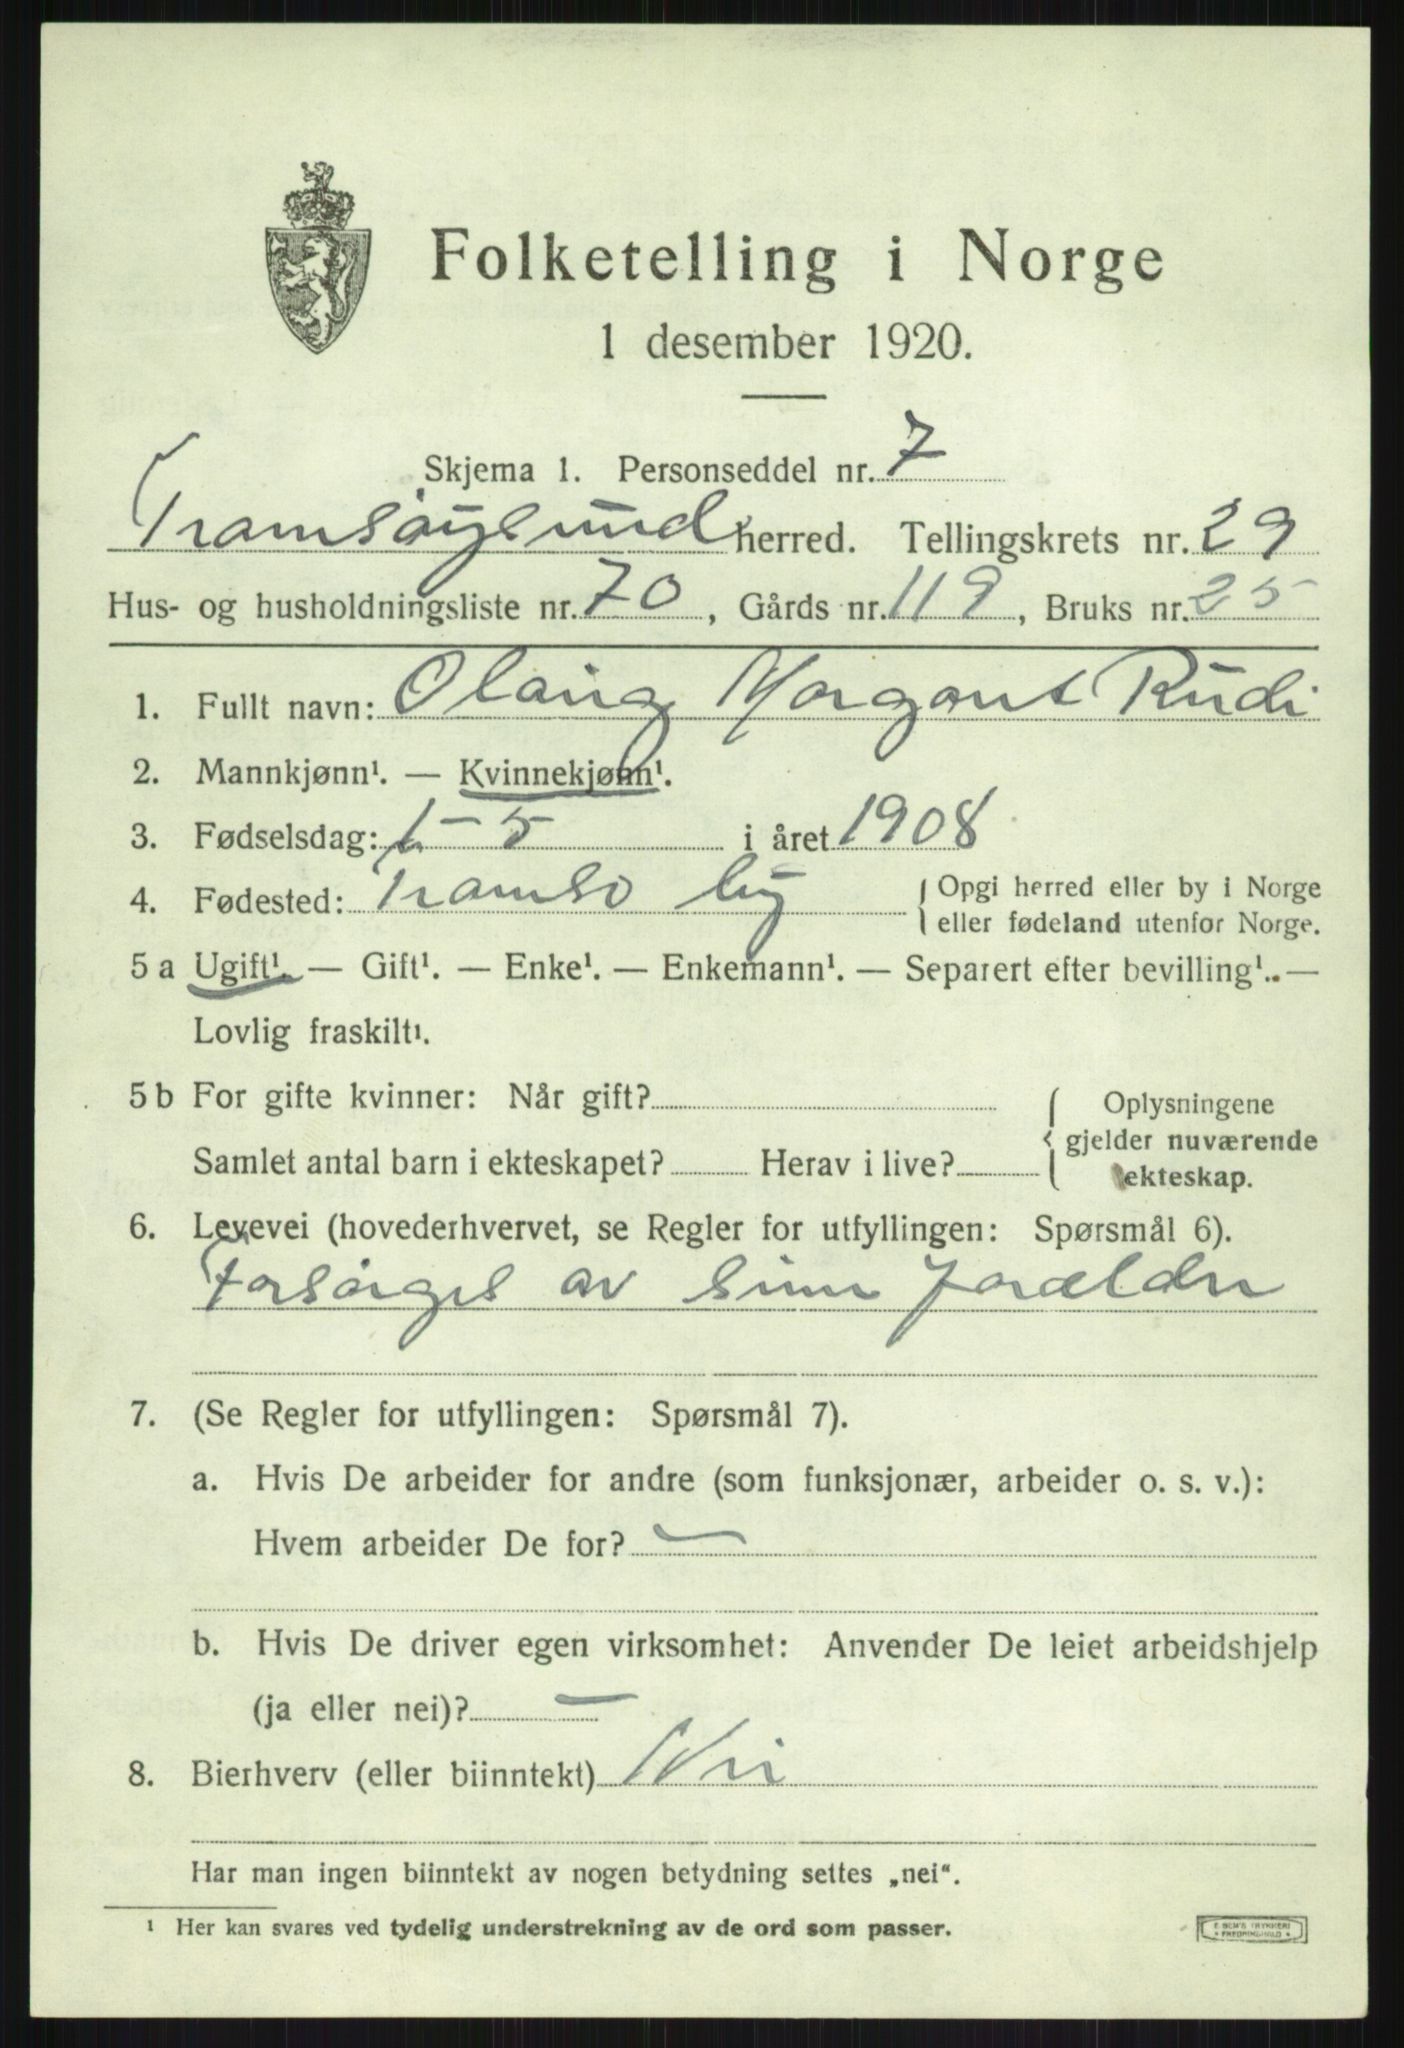 Folketelling i Norge
1 desember 1920.
Skjema 1. Personseddel nr. 7
Tromsøysund herred. Tellingskrets nr. 29
Hus- og husholdningsliste nr. 70, Gårds nr. 119, Bruks nr. 25
1. Fullt navn: Olaug Margout Rudi
2. Mannkjønn¹. — Kvinnekjønn¹.
3. Fødselsdag: 1-5 i året 1908
4. Fødested: Tromsø by { Opgi herred eller by i Norge
eller fødeland utenfor Norge.
5 a Ugift¹. — Gift¹. — Enke¹. — Enkemann¹. — Separert efter bevilling¹. —
Lovlig fraskilt¹.
5 b For gifte kvinner: Når gift?
Samlet antal barn i ekteskapet? Herav i live?
{ Oplysningene
gjelder nuværende
ekteskap.
6. Levevei (hovederhvervet, se Regler for utfyllingen: Spørsmål 6).
Forsørges av sine foreldre
7. (Se Regler for utfyllingen: Spørsmål 7).
a. Hvis De arbeider for andre (som funksjonær, arbeider o. s. v.):
Hvem arbeider De for? —
b. Hvis De driver egen virksomhet: Anvender De leiet arbeidshjelp
(ja eller nei)? —
8. Bierhverv (eller biinntekt) Nei
Har man ingen biinntekt av nogen betydning settes „nei“.
¹ Her kan svares ved tydelig understrekning av de ord som passer.